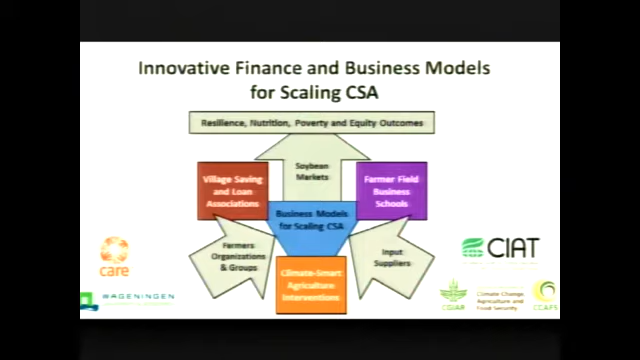 Innovative Finance and Business Models
for Scaling CSA
Resilience, Nutrition, Poverty and Equity Outcomes
Soybean
Markets
Village Saving
and Loan
Associations
Farmer Field
Business
Schools
Business Models
for Scaling CSA
Farmers
Organizations
& Groups
Input
Suppliers
Climate-Smart
Agriculture
Interventions
care
WAGENINGEN
CIAT
CGIAR
Climate Change,
Agriculture and
Food Security
CCAFS